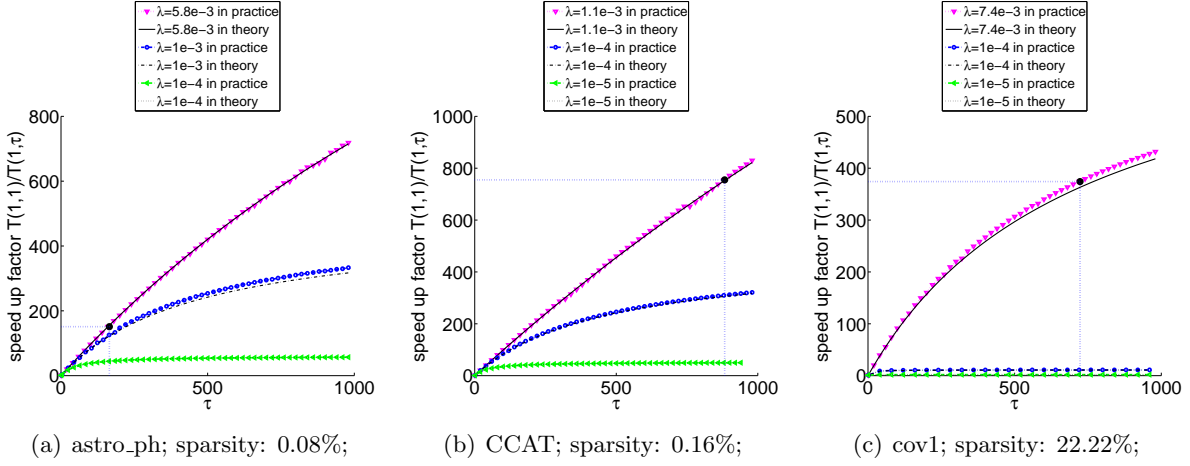 λ=5.8e−3 in practice
λ=5.8e−3 in theory
λ=1e−3 in practice
λ=1e−3 in theory
λ=1e−4 in practice
λ=1e−4 in theory
speed up factor T(1,1)/T(1,τ)
800
600
400
200
0
0
500
1000
τ
(a) astro_ph; sparsity: 0.08%;
λ=1.1e−3 in practice
λ=1.1e−3 in theory
λ=1e−4 in practice
λ=1e−4 in theory
λ=1e−5 in practice
λ=1e−5 in theory
speed up factor T(1,1)/T(1,τ)
1000
800
600
400
200
0
0
500
1000
τ
(b) CCAT; sparsity: 0.16%;
λ=7.4e−3 in practice
λ=7.4e−3 in theory
λ=1e−4 in practice
λ=1e−4 in theory
λ=1e−5 in practice
λ=1e−5 in theory
speed up factor T(1,1)/T(1,τ)
500
400
300
200
100
0
0
500
1000
τ
(c) cov1; sparsity: 22.22%;